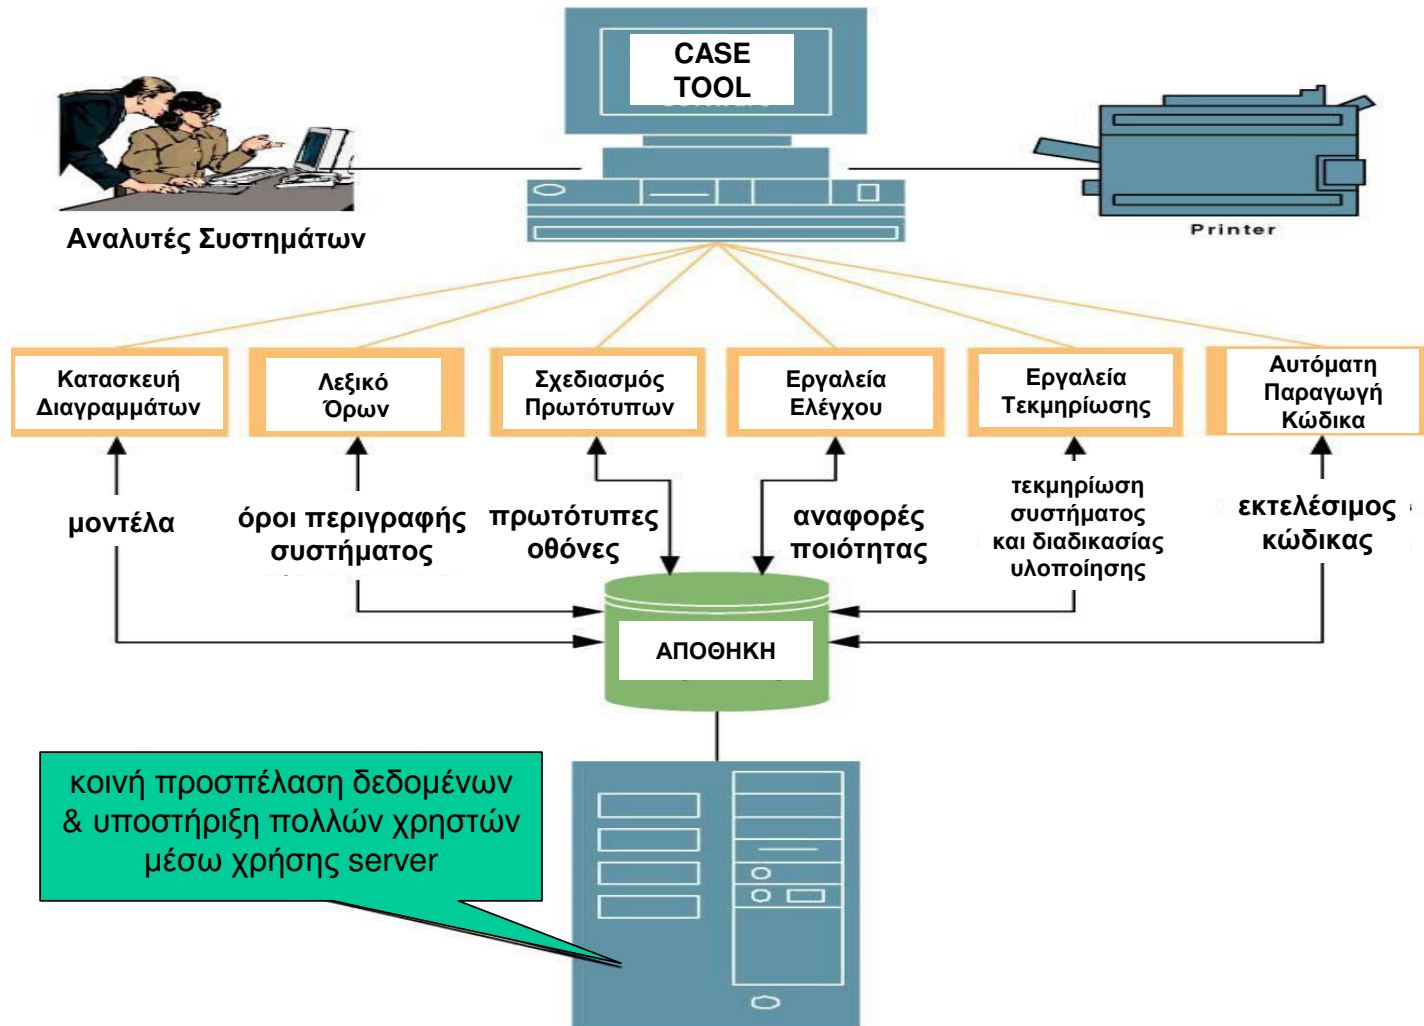 CASE
TOOL
Αναλυτές Συστημάτων
Printer
Κατασκευή
Διαγραμμάτων
Λεξικό
Όρων
Σχεδιασμός
Πρωτότυπων
Εργαλεία
Ελέγχου
Εργαλεία
Τεκμηρίωσης
Αυτόματη
Παραγωγή
Κώδικα
μοντέλα
όροι περιγραφής
συστήματος
πρωτότυπες
οθόνες
αναφορές
ποιότητας
τεκμηρίωση
συστήματος
και διαδικασίας
υλοποίησης
εκτελέσιμος
κώδικας
ΑΠΟΘΗΚΗ
κοινή προσπέλαση δεδομένων
& υποστήριξη πολλών χρηστών
μέσω χρήσης server